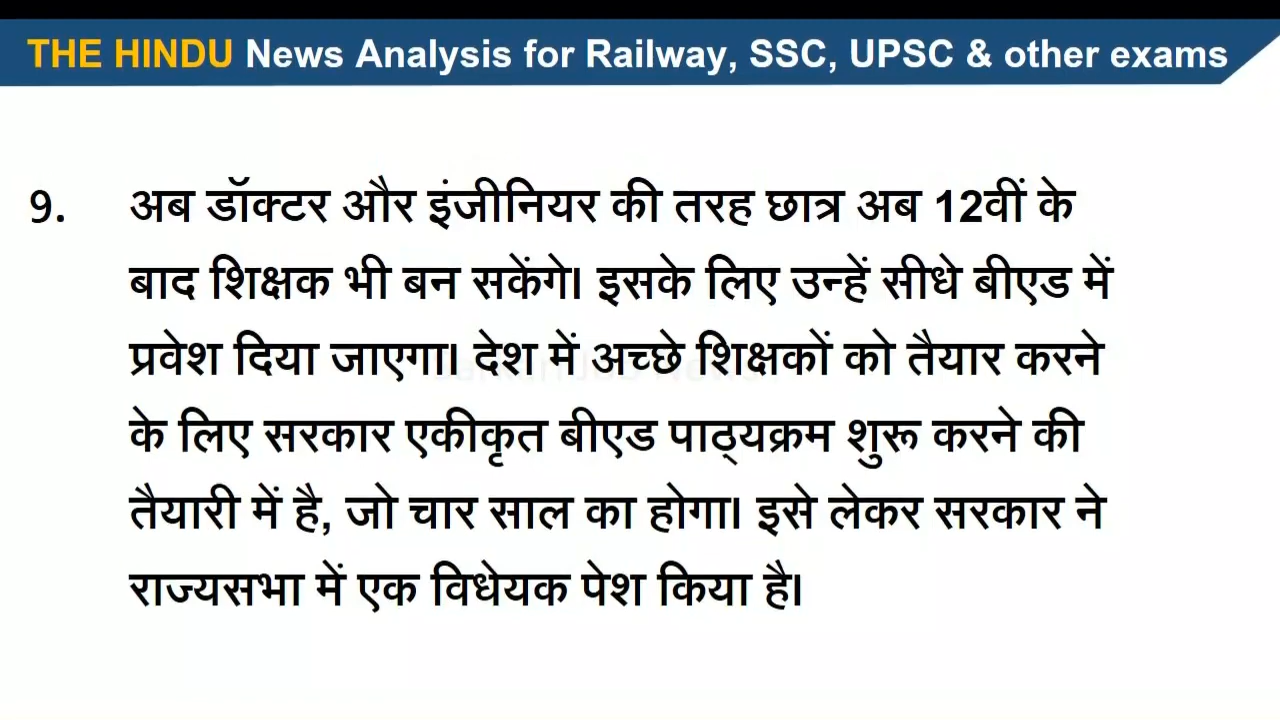 THE HINDU News Analysis for Railway, SSC, UPSC & other exams
9. अब डॉक्टर और इंजीनियर की तरह छात्र अब 12वीं के
बाद शिक्षक भी बन सकेंगे। इसके लिए उन्हें सीधे बीएड में
प्रवेश दिया जाएगा। देश में अच्छे शिक्षकों को तैयार करने
के लिए सरकार एकीकृत बीएड पाठ्यक्रम शुरू करने की
तैयारी में है, जो चार साल का होगा। इसे लेकर सरकार ने
राज्यसभा में एक विधेयक पेश किया है।